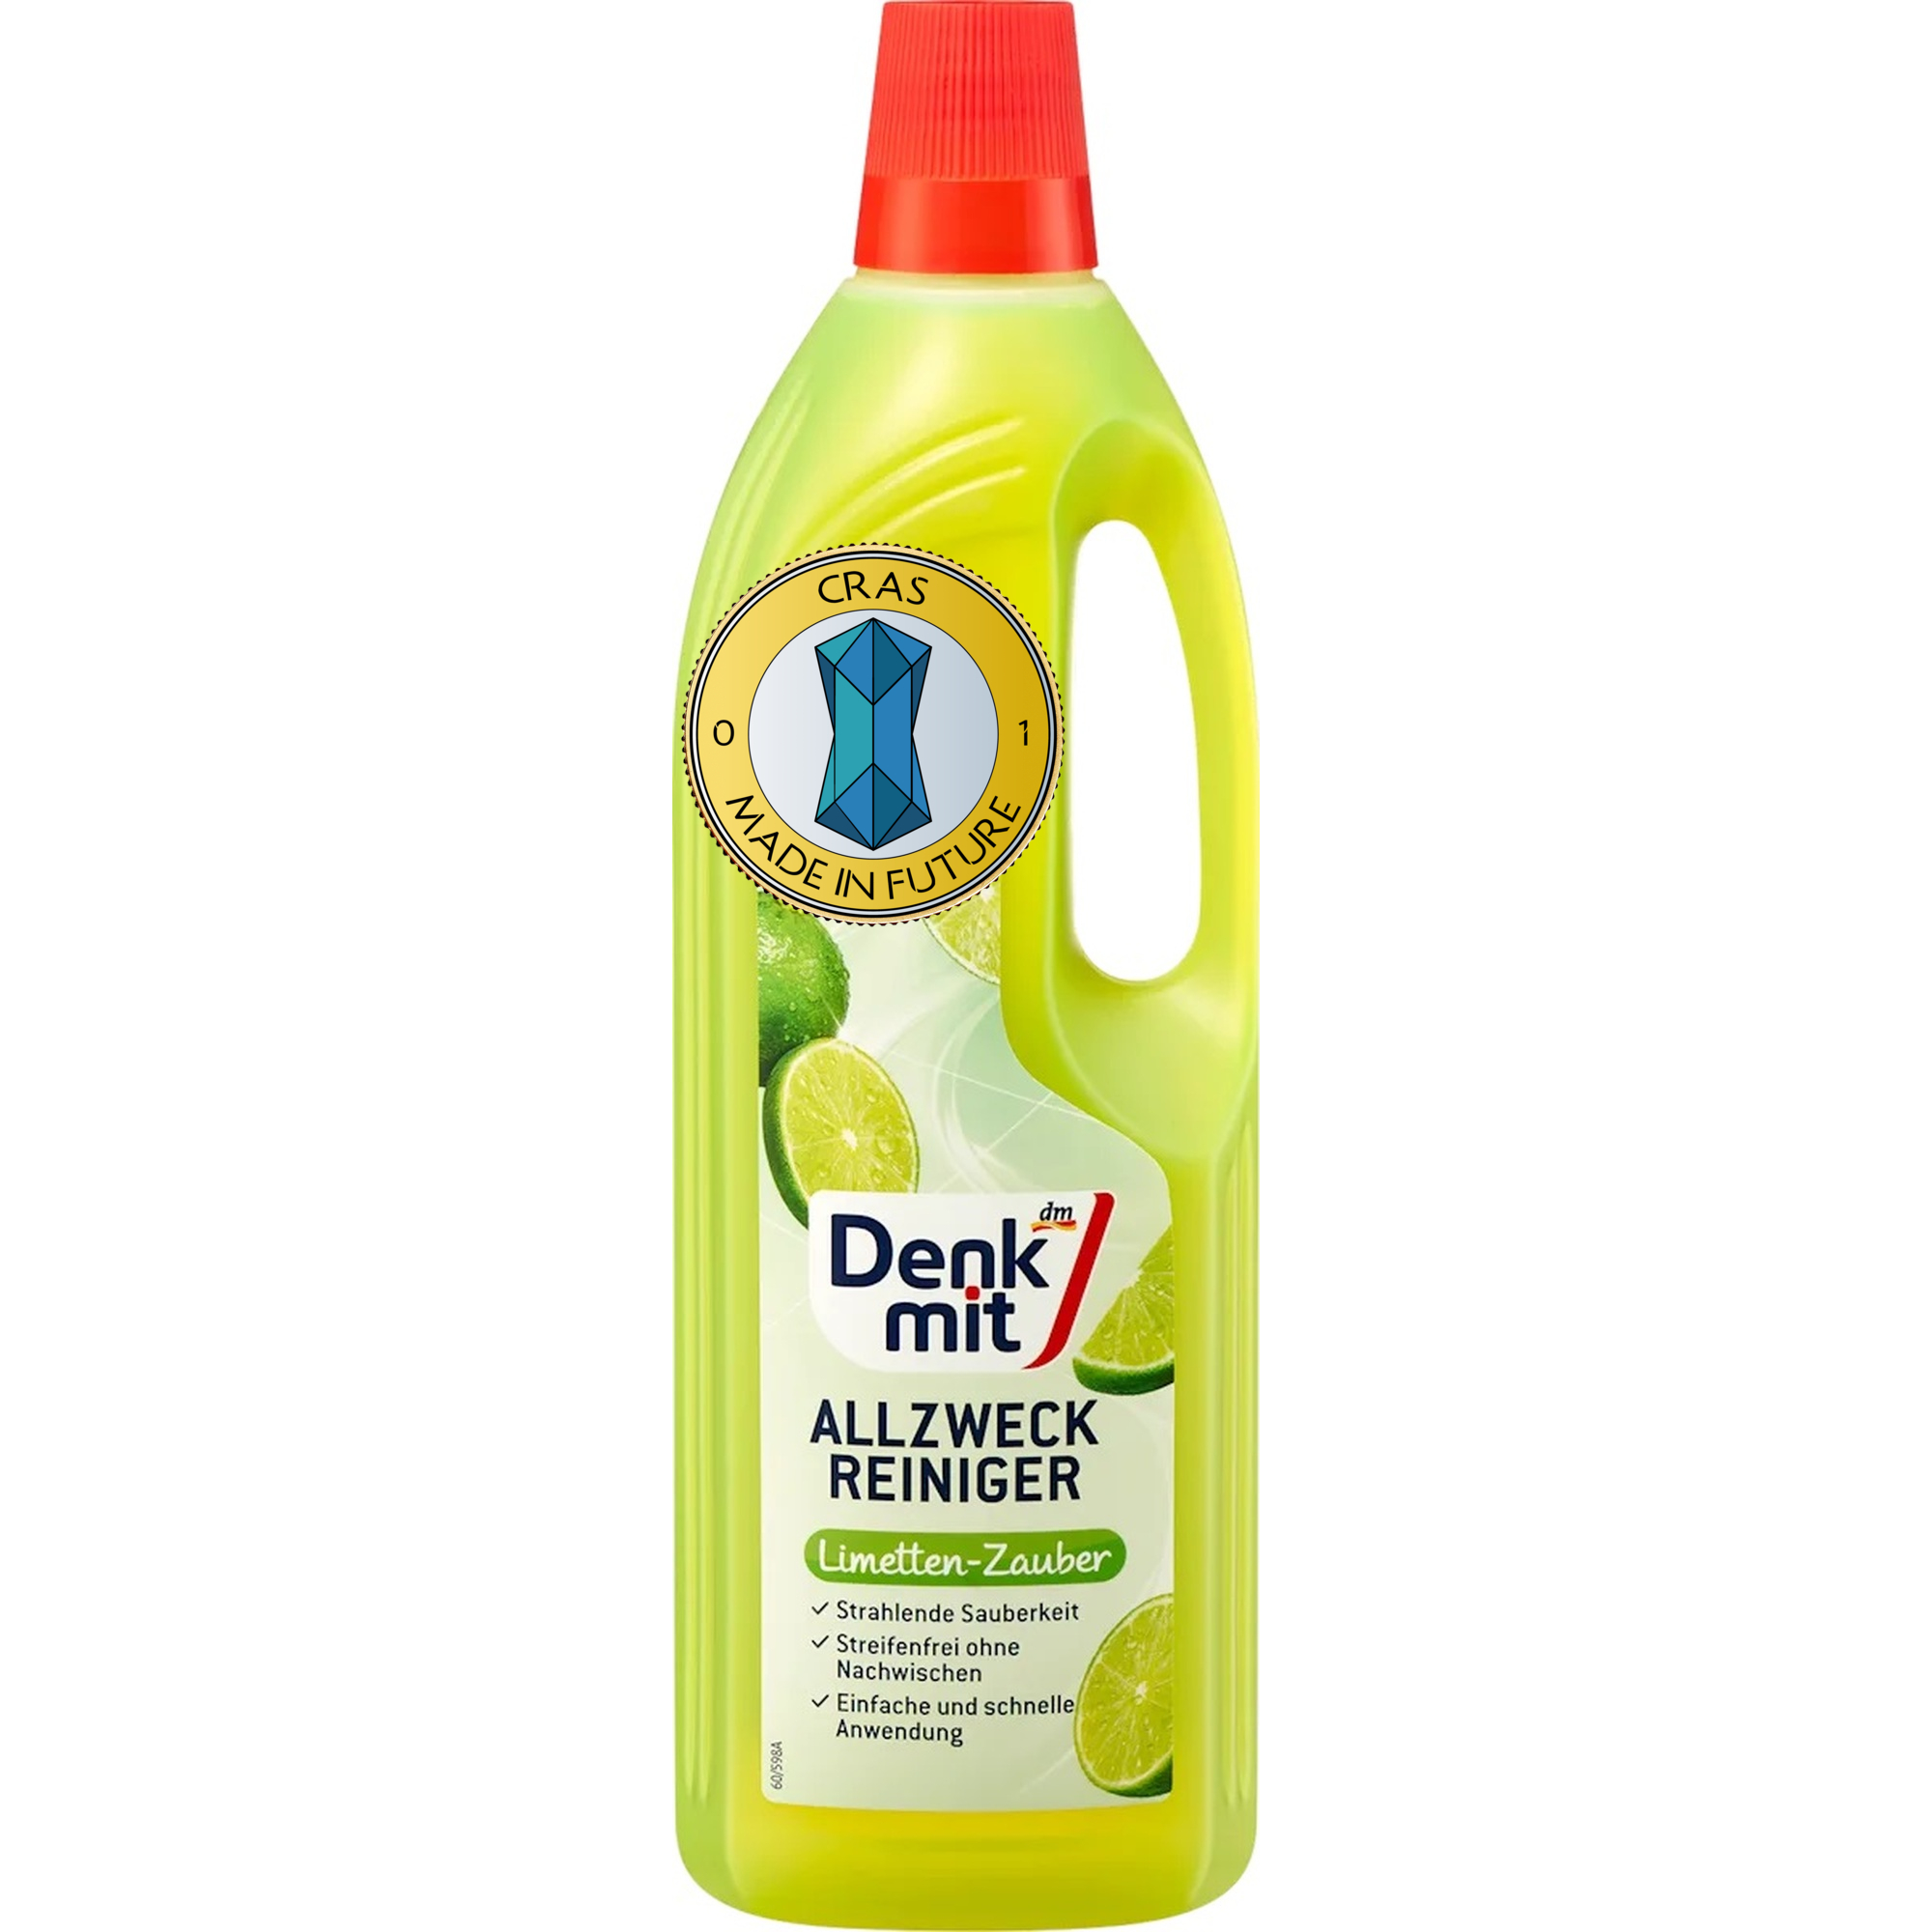 CRAS
0 1
MADE IN FUTURE
dm
Denk
mit
ALLZWECK
REINIGER
Limetten-Zauber
✓ Strahlende Sauberkeit
✓ Streifenfrei ohne
Nachwischen
✓ Einfache und schnelle
Anwendung
60/598A